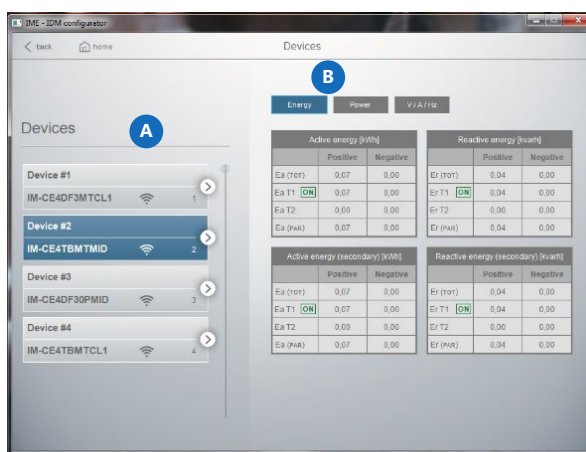 IME - IDM configurator
back
home
Devices
B
Energy
Power
V / A / Hz
Devices
A
Device #1
IM-CE4DF3MTCL1
1
Device #2
IM-CE4TBMTMID
2
Device #3
IM-CE4DF30PMID
3
Device #4
IM-CE4TBMTCL1
4
Active energy [kWh]
Positive Negative
Ea (TOT) 0,07 0,00
Ea T1 ON 0,07 0,00
Ea T2 0,00 0,00
Ea (PAR) 0,07 0,00
Reactive energy [kvarh]
Positive Negative
Er (TOT) 0,04 0,00
Er T1 ON 0,04 0,00
Er T2 0,00 0,00
Er (PAR) 0,04 0,00
Active energy (secondary) [kWh]
Positive Negative
Ea (TOT) 0,07 0,00
Ea T1 ON 0,07 0,00
Ea T2 0,00 0,00
Ea (PAR) 0,07 0,00
Reactive energy (secondary) [kvarh]
Positive Negative
Er (TOT) 0,04 0,00
Er T1 ON 0,04 0,00
Er T2 0,00 0,00
Er (PAR) 0,04 0,00